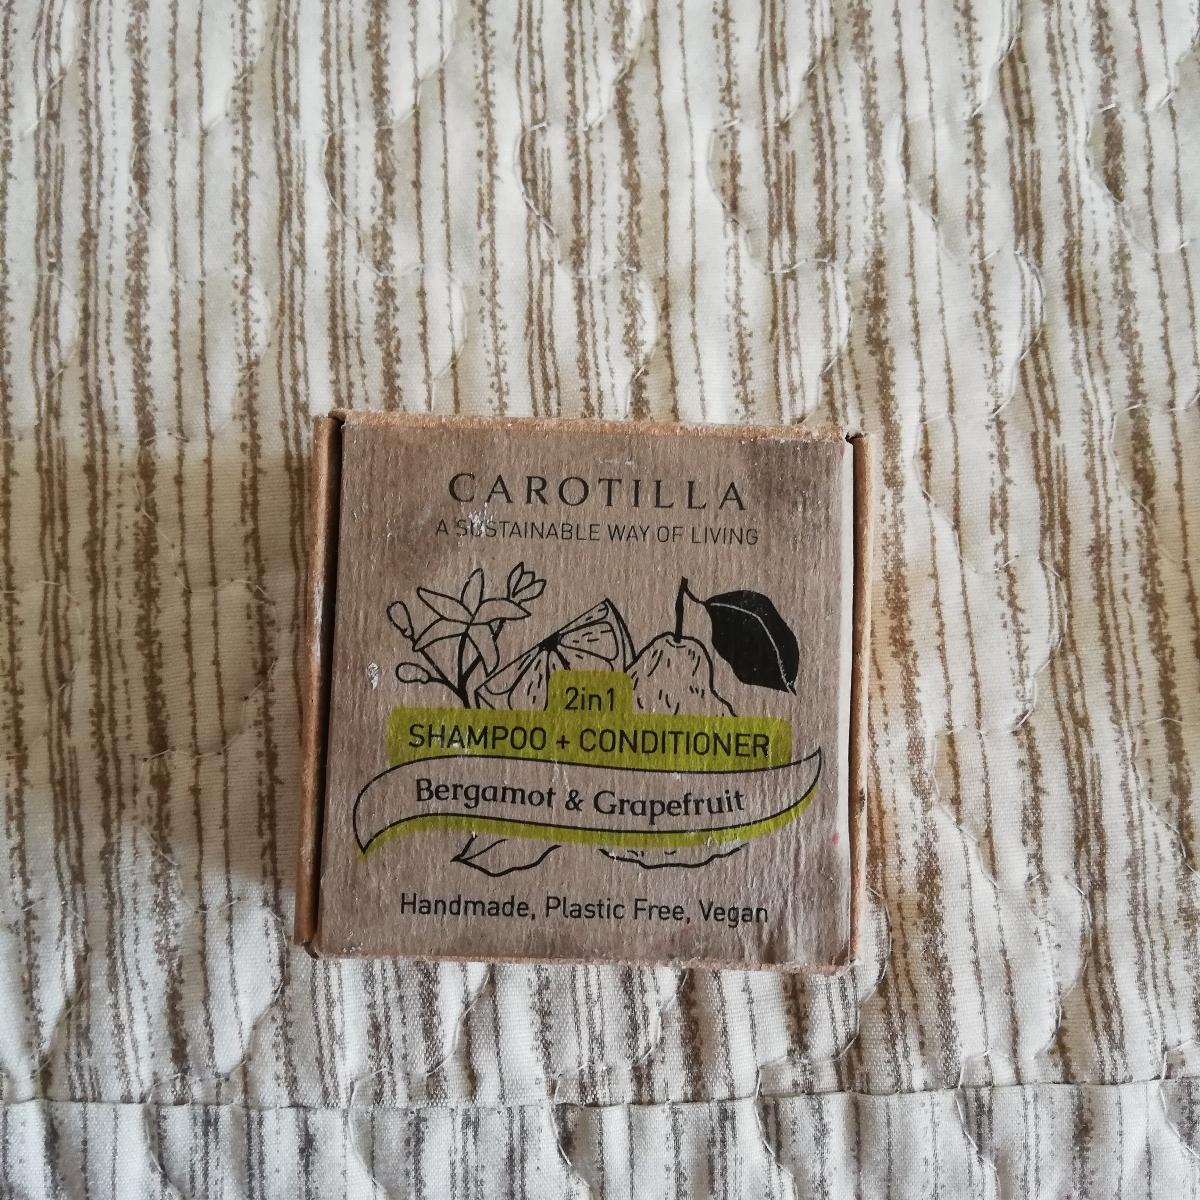 CAROTILLA
A SUSTAINABLE WAY OF LIVING
2in1
SHAMPOO + CONDITIONER
Bergamot & Grapefruit
Handmade, Plastic Free, Vegan